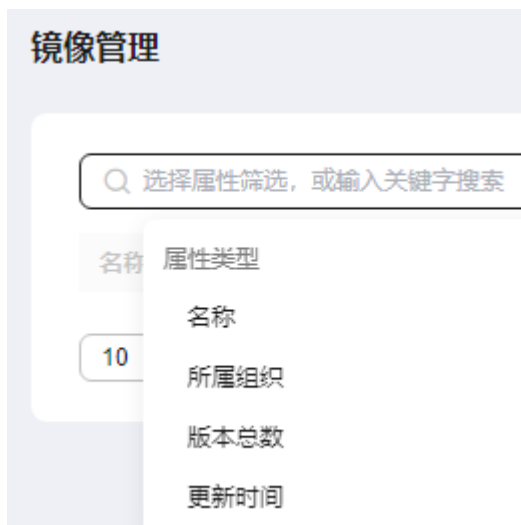 镜像管理
选择属性筛选，或输入关键字搜索
名称
属性类型
名称
10
所属组织
版本总数
更新时间